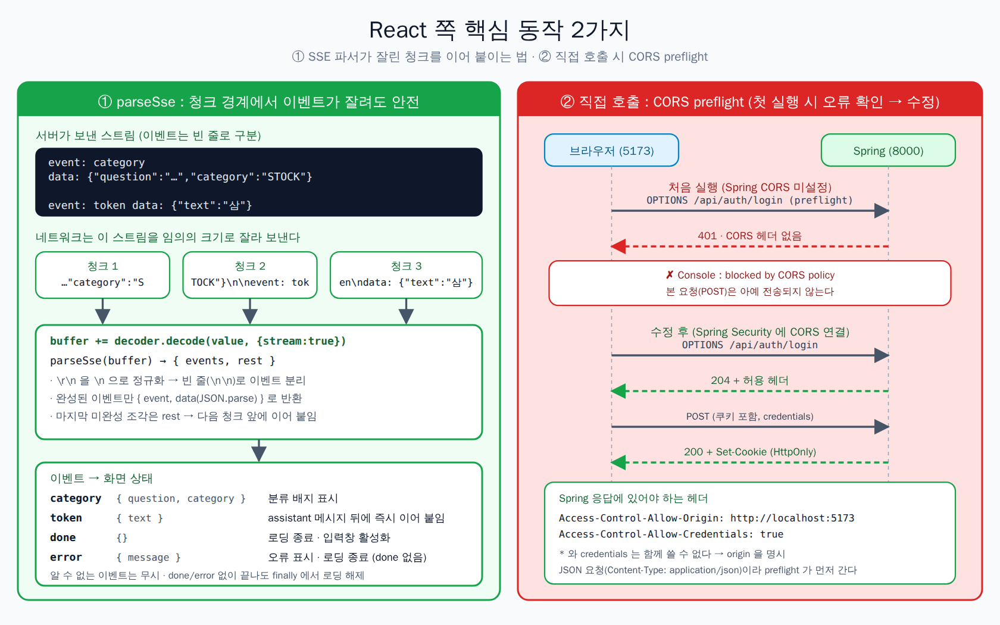 React 쪽 핵심 동작 2가지
① SSE 파서가 잘린 청크를 이어 붙이는 법 · ② 직접 호출 시 CORS preflight
① parseSse : 청크 경계에서 이벤트가 잘려도 안전
서버가 보낸 스트림 (이벤트는 빈 줄로 구분)
event: category
data: {"question":"…","category":"STOCK"}
event: token data: {"text":"삼"}
네트워크는 이 스트림을 임의의 크기로 잘라 보낸다
청크 1
…"category":"S
청크 2
TOCK"}\n\nevent: tok
청크 3
en\ndata: {"text":"삼"}
buffer += decoder.decode(value, {stream:true})
parseSse(buffer) → { events, rest }
· \r\n 을 \n 으로 정규화 → 빈 줄(\n\n)로 이벤트 분리
· 완성된 이벤트만 { event, data(JSON.parse) } 로 반환
· 마지막 미완성 조각은 rest → 다음 청크 앞에 이어 붙임
이벤트 → 화면 상태
category { question, category } 분류 배지 표시
token { text } assistant 메시지 뒤에 즉시 이어 붙임
done {} 로딩 종료 · 입력창 활성화
error { message } 오류 표시 · 로딩 종료 (done 없음)
알 수 없는 이벤트는 무시 · done/error 없이 끝나도 finally 에서 로딩 해제
② 직접 호출 : CORS preflight (첫 실행 시 오류 확인 → 수정)
브라우저 (5173)
Spring (8000)
처음 실행 (Spring CORS 미설정)
OPTIONS /api/auth/login (preflight)
401 · CORS 헤더 없음
✗ Console : blocked by CORS policy
본 요청(POST)은 아예 전송되지 않는다
수정 후 (Spring Security 에 CORS 연결)
OPTIONS /api/auth/login
204 + 허용 헤더
POST (쿠키 포함, credentials)
200 + Set-Cookie (HttpOnly)
Spring 응답에 있어야 하는 헤더
Access-Control-Allow-Origin: http://localhost:5173
Access-Control-Allow-Credentials: true
* 와 credentials 는 함께 쓸 수 없다 → origin 을 명시
JSON 요청(Content-Type: application/json)이라 preflight 가 먼저 간다